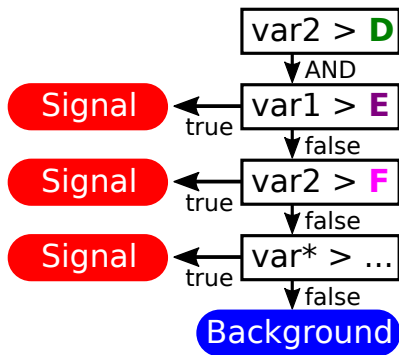 var2 > D
AND
Signal
var1 > E
true
false
Signal
var2 > F
true
false
Signal
var* > ...
true
false
Background